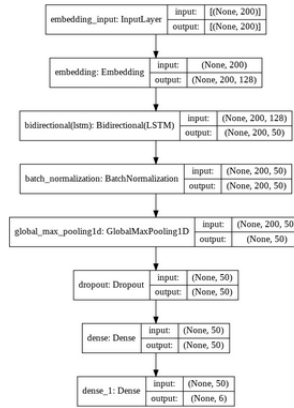 embedding_input: InputLayer
input: [(None, 200)]
output: [(None, 200)]
embedding: Embedding
input: (None, 200)
output: (None, 200, 128)
bidirectional(lstm): Bidirectional(LSTM)
input: (None, 200, 128)
output: (None, 200, 50)
batch_normalization: BatchNormalization
input: (None, 200, 50)
output: (None, 200, 50)
global_max_pooling1d: GlobalMaxPooling1D
input: (None, 200, 50
output: (None, 50)
dropout: Dropout
input: (None, 50)
output: (None, 50)
dense: Dense
input: (None, 50)
output: (None, 50)
dense_1: Dense
input: (None, 50)
output: (None, 6)